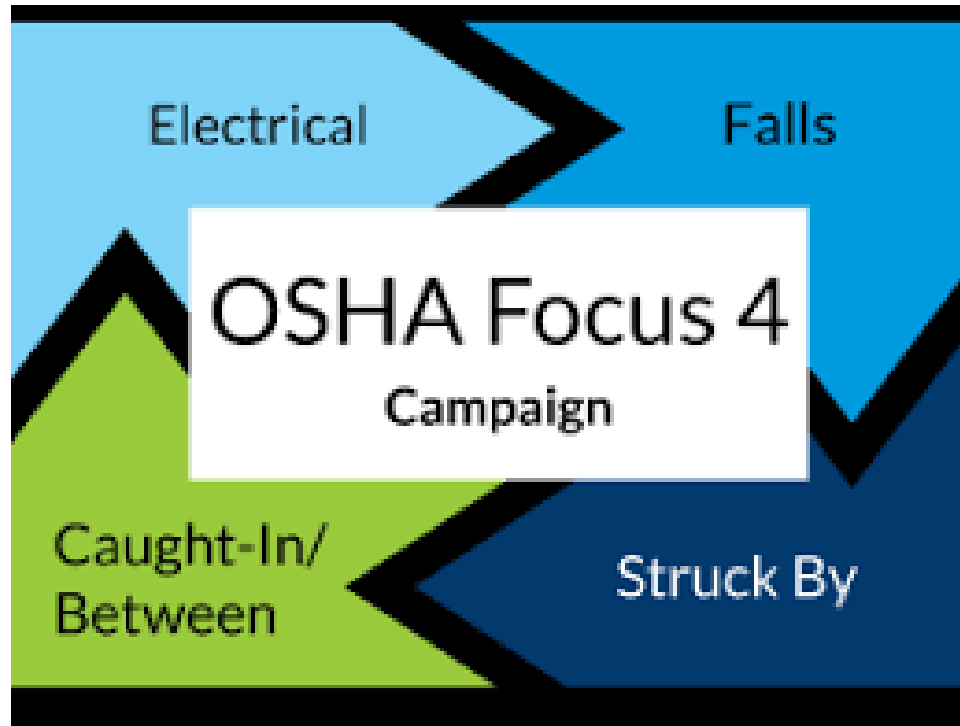 Electrical
Falls
OSHA Focus 4
Campaign
Caught-In/
Between
Struck By